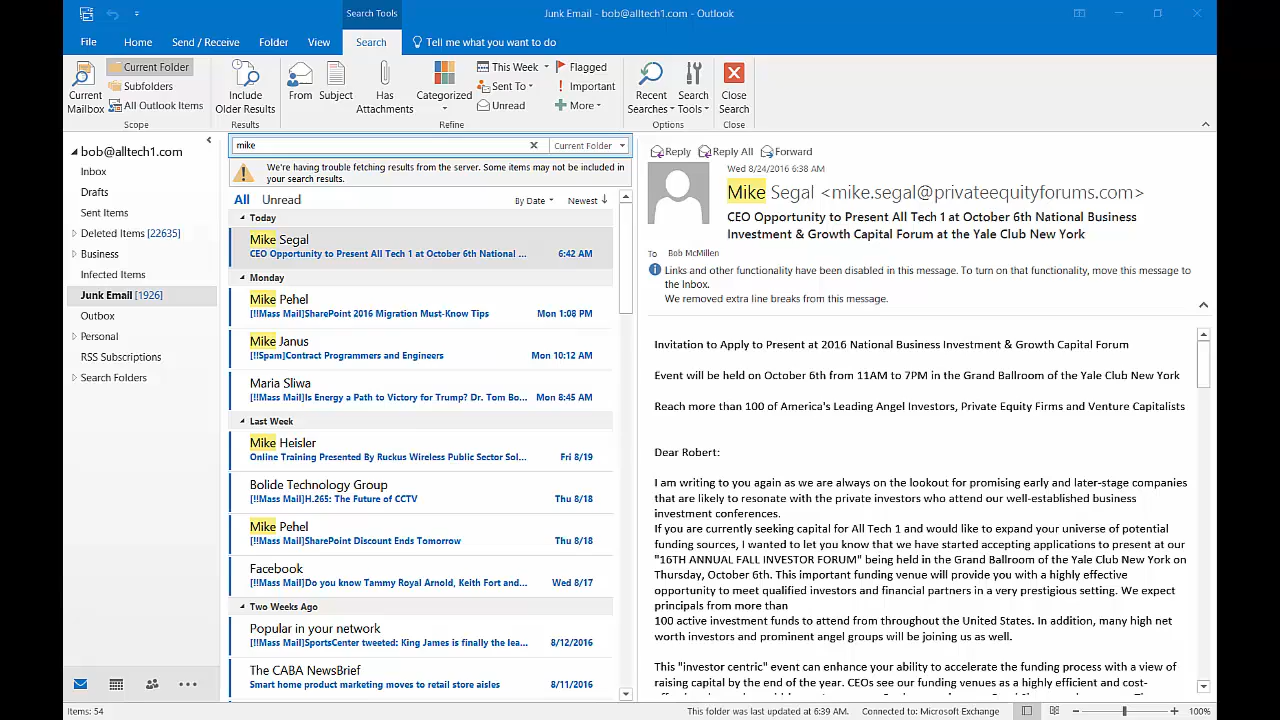 Search Tools
Junk Email - bob@alltech1.com - Outlook
File Home Send / Receive Folder View Search Tell me what you want to do
Current Mailbox
Current Folder
Subfolders
All Outlook Items
Scope
Include Older Results
Results
From
Subject
Has Attachments
Categorized
This Week
Sent To
Unread
Flagged
Important
More
Refine
Recent Searches
Search Tools
Options
Close Search
Close
bob@alltech1.com
Inbox
Drafts
Sent Items
Deleted Items [22635]
Business
Infected Items
Junk Email [1926]
Outbox
Personal
RSS Subscriptions
Search Folders
mike
Current Folder
We're having trouble fetching results from the server. Some items may not be included in
your search results.
All Unread
By Date Newest
Today
Mike Segal
CEO Opportunity to Present All Tech 1 at October 6th National ... 6:42 AM
Monday
Mike Pehel
[!!Mass Mail]SharePoint 2016 Migration Must-Know Tips Mon 1:08 PM
Mike Janus
[!!Spam]Contract Programmers and Engineers Mon 10:12 AM
Maria Sliwa
[!!Mass Mail]Is Energy a Path to Victory for Trump? Dr. Tom Bo... Mon 8:45 AM
Last Week
Mike Heisler
Online Training Presented By Ruckus Wireless Public Sector Sol... Fri 8/19
Bolide Technology Group
[!!Mass Mail]H.265: The Future of CCTV Thu 8/18
Mike Pehel
[!!Mass Mail]SharePoint Discount Ends Tomorrow Thu 8/18
Facebook
[!!Mass Mail]Do you know Tammy Royal Arnold, Keith Fort and... Wed 8/17
Two Weeks Ago
Popular in your network
[!!Mass Mail]SportsCenter tweeted: King James is finally the lea... 8/12/2016
The CABA NewsBrief
Smart home product marketing moves to retail store aisles 8/11/2016
Reply Reply All Forward
Wed 8/24/2016 6:38 AM
Mike Segal <mike.segal@privateequityforums.com>
CEO Opportunity to Present All Tech 1 at October 6th National Business
Investment & Growth Capital Forum at the Yale Club New York
To Bob McMillen
Links and other functionality have been disabled in this message. To turn on that functionality, move this message to
the Inbox.
We removed extra line breaks from this message.
Invitation to Apply to Present at 2016 National Business Investment & Growth Capital Forum
Event will be held on October 6th from 11AM to 7PM in the Grand Ballroom of the Yale Club New York
Reach more than 100 of America's Leading Angel Investors, Private Equity Firms and Venture Capitalists
Dear Robert:
I am writing to you again as we are always on the lookout for promising early and later-stage companies
that are likely to resonate with the private investors who attend our well-established business
investment conferences.
If you are currently seeking capital for All Tech 1 and would like to expand your universe of potential
funding sources, I wanted to let you know that we have started accepting applications to present at our
"16TH ANNUAL FALL INVESTOR FORUM" being held in the Grand Ballroom of the Yale Club New York on
Thursday, October 6th. This important funding venue will provide you with a highly effective
opportunity to meet qualified investors and financial partners in a very prestigious setting. We expect
principals from more than
100 active investment funds to attend from throughout the United States. In addition, many high net
worth investors and prominent angel groups will be joining us as well.
This "investor centric" event can enhance your ability to accelerate the funding process with a view of
raising capital by the end of the year. CEOs see our funding venues as a highly efficient and cost-
Items: 54
This folder was updated at 6:39 AM. Connected to: Microsoft Exchange 100%